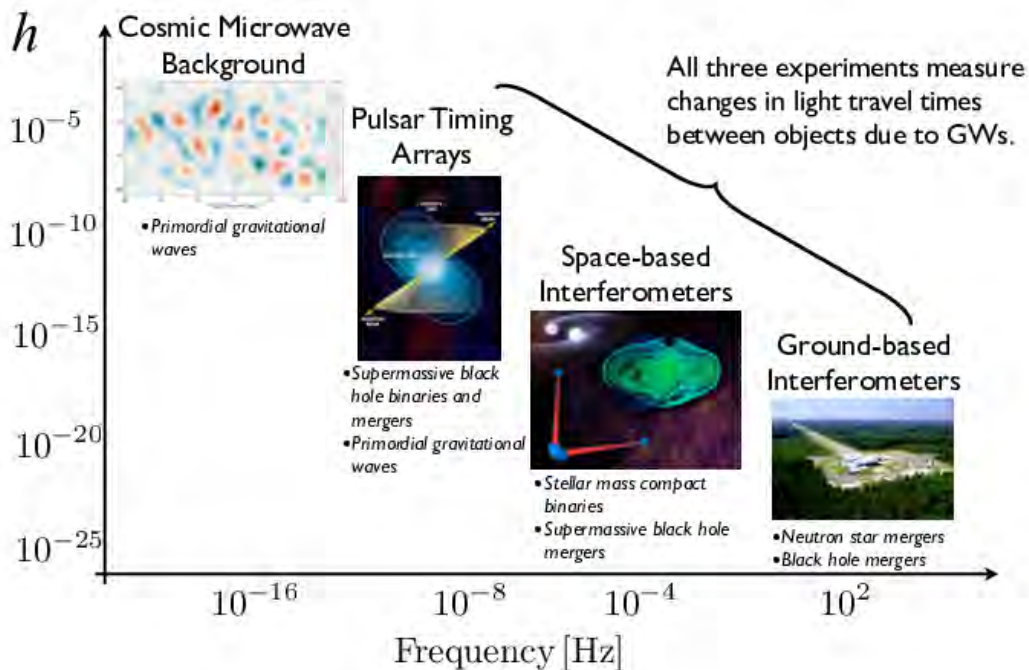 h
Cosmic Microwave
Background
All three experiments measure
changes in light travel times
between objects due to GWs.
10^{-5}
Pulsar Timing
Arrays
•Primordial gravitational
waves
10^{-10}
Space-based
Interferometers
10^{-15}
Ground-based
Interferometers
•Supermassive black
hole binaries and
mergers
•Primordial gravitational
waves
10^{-20}
•Stellar mass compact
binaries
•Supermassive black hole
mergers
•Neutron star mergers
•Black hole mergers
10^{-25}
10^{-16}
10^{-8}
10^{-4}
10^{2}
Frequency [Hz]